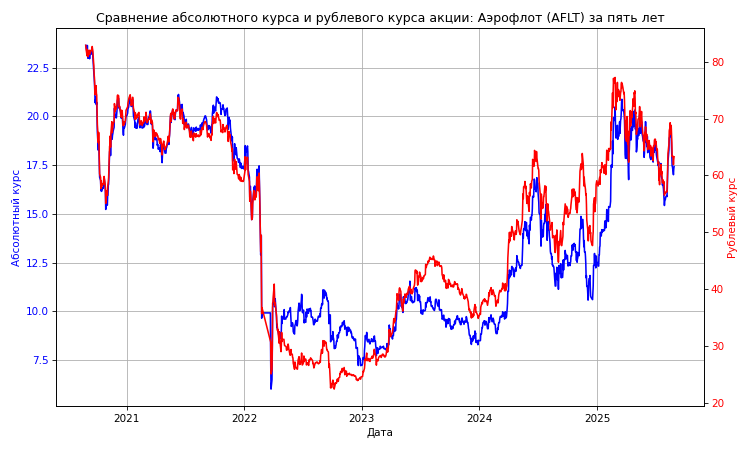 Сравнение абсолютного курса и рублевого курса акции: Аэрофлот (AFLT) за пять лет
22.5
20.0
17.5
15.0
12.5
10.0
7.5
Абсолютный курс
80
70
60
50
40
30
20
Рублевый курс
2021 2022 2023 2024 2025
Дата